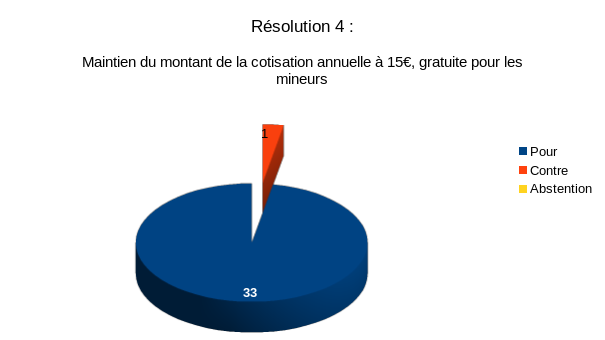 Résolution 4 :
Maintien du montant de la cotisation annuelle à 15€, gratuite pour les
mineurs
1
Pour
Contre
Abstention
33